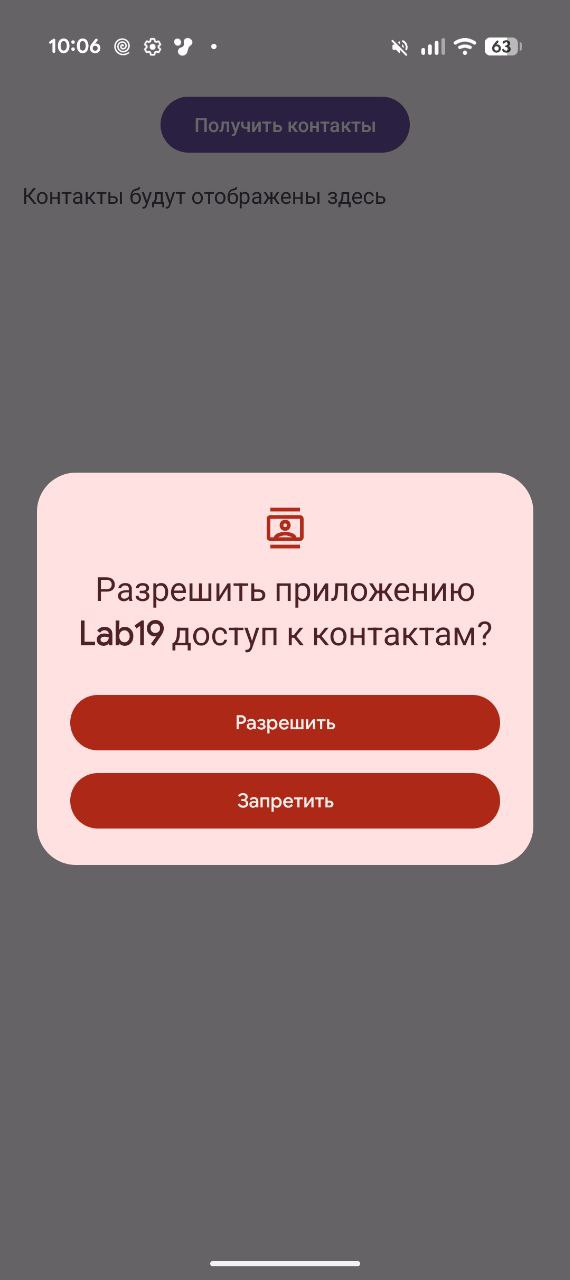 10:06
63
Получить контакты
Контакты будут отображены здесь
Разрешить приложению
Lab19 доступ к контактам?
Разрешить
Запретить